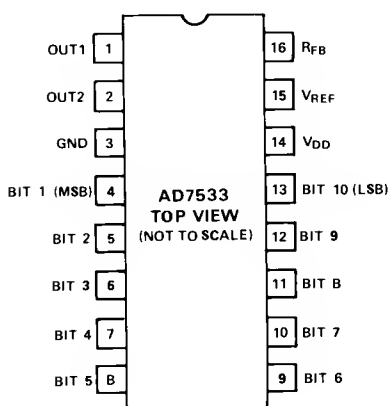 OUT1 1
OUT2 2
GND 3
BIT 1 (MSB) 4
BIT 2 5
BIT 3 6
BIT 4 7
BIT 5 B
AD7533
TOP VIEW
(NOT TO SCALE)
16 RFB
15 VREF
14 VDD
13 BIT 10 (LSB)
12 BIT 9
11 BIT B
10 BIT 7
9 BIT 6